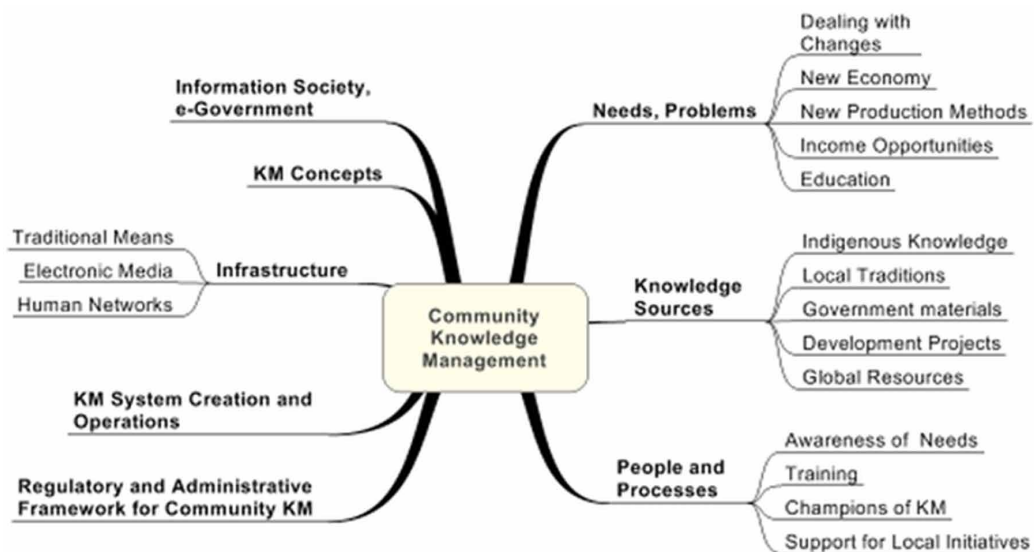 Information Society,
e-Government
KM Concepts
Traditional Means
Electronic Media
Human Networks
Infrastructure
KM System Creation and
Operations
Regulatory and Administrative
Framework for Community KM
Community
Knowledge
Management
Needs, Problems
Dealing with
Changes
New Economy
New Production Methods
Income Opportunities
Education
Knowledge
Sources
Indigenous Knowledge
Local Traditions
Government materials
Development Projects
Global Resources
People and
Processes
Awareness of Needs
Training
Champions of KM
Support for Local Initiatives